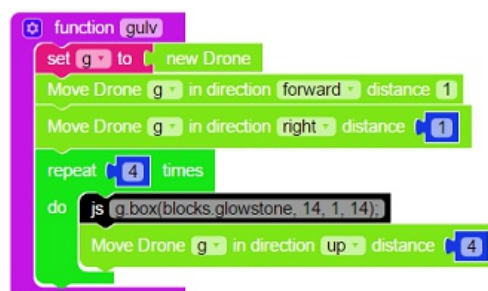 function gulv
set g to new Drone
Move Drone g in direction forward distance 1
Move Drone g in direction right distance 1
repeat 4 times
do js g.box(blocks.glowstone, 14, 1, 14);
Move Drone g in direction up distance 4